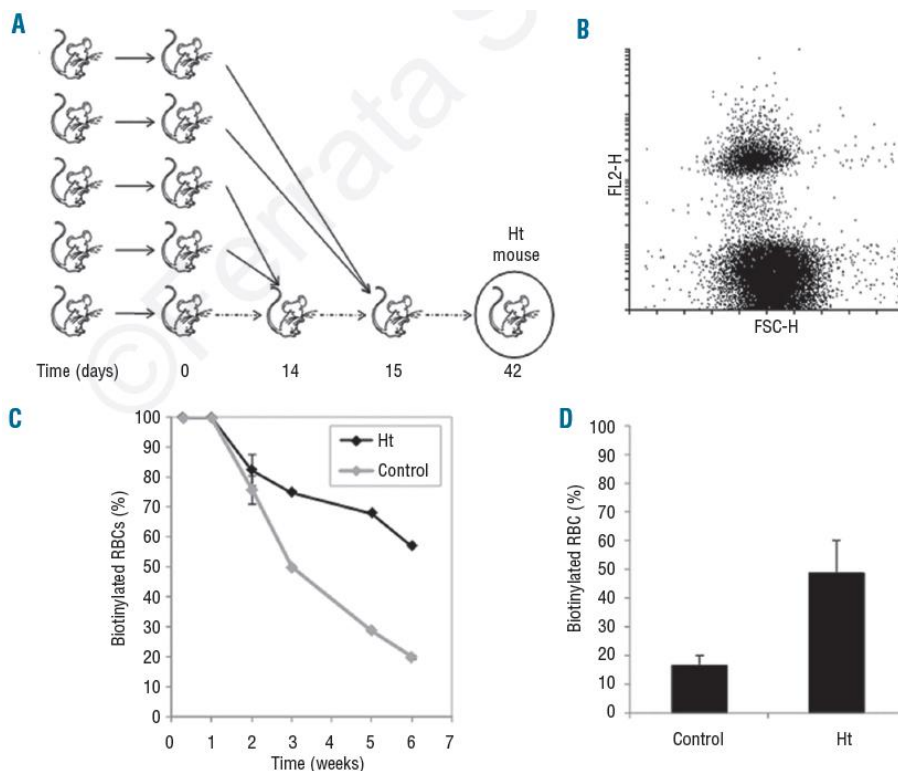 A
B
©Ferrata S
Ht
mouse
Time (days) 0 14 15 42
FL2-H
FSC-H
C
D
Biotinylated RBCs (%)
100
90
80
70
60
50
40
30
20
10
0
Ht
Control
0 1 2 3 4 5 6 7
Time (weeks)
Biotinylated RBC (%)
100
90
80
70
60
50
40
30
20
10
0
Control Ht